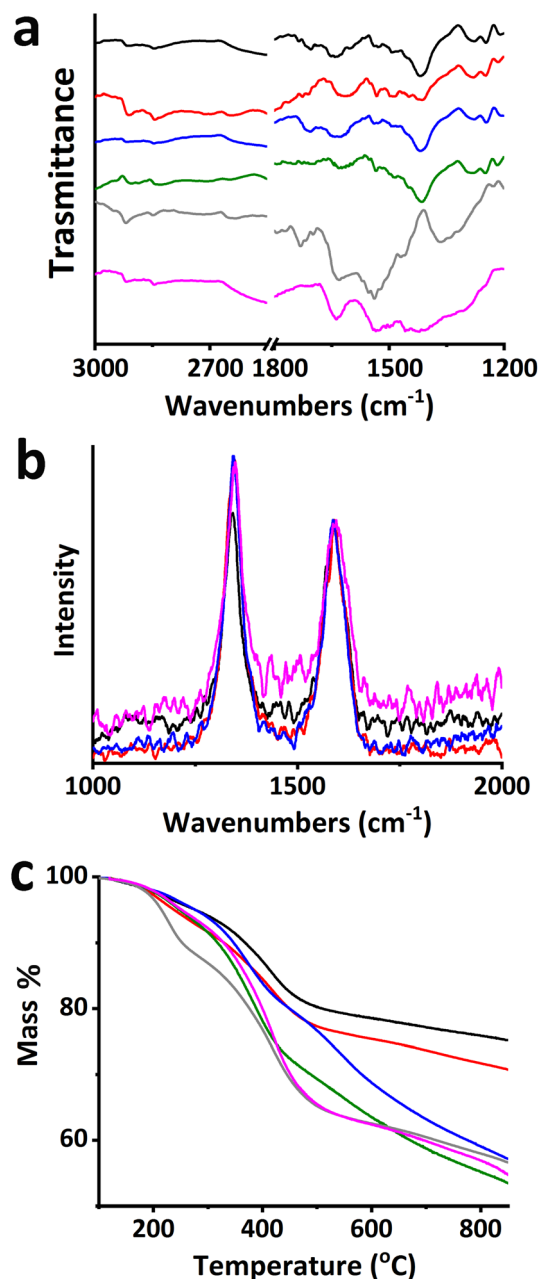 a
Trasmittance
3000 2700 1800 1500 1200
Wavenumbers (cm⁻¹)
b
Intensity
1000 1500 2000
Wavenumbers (cm⁻¹)
c
100
80
60
Mass %
200 400 600 800
Temperature (°C)